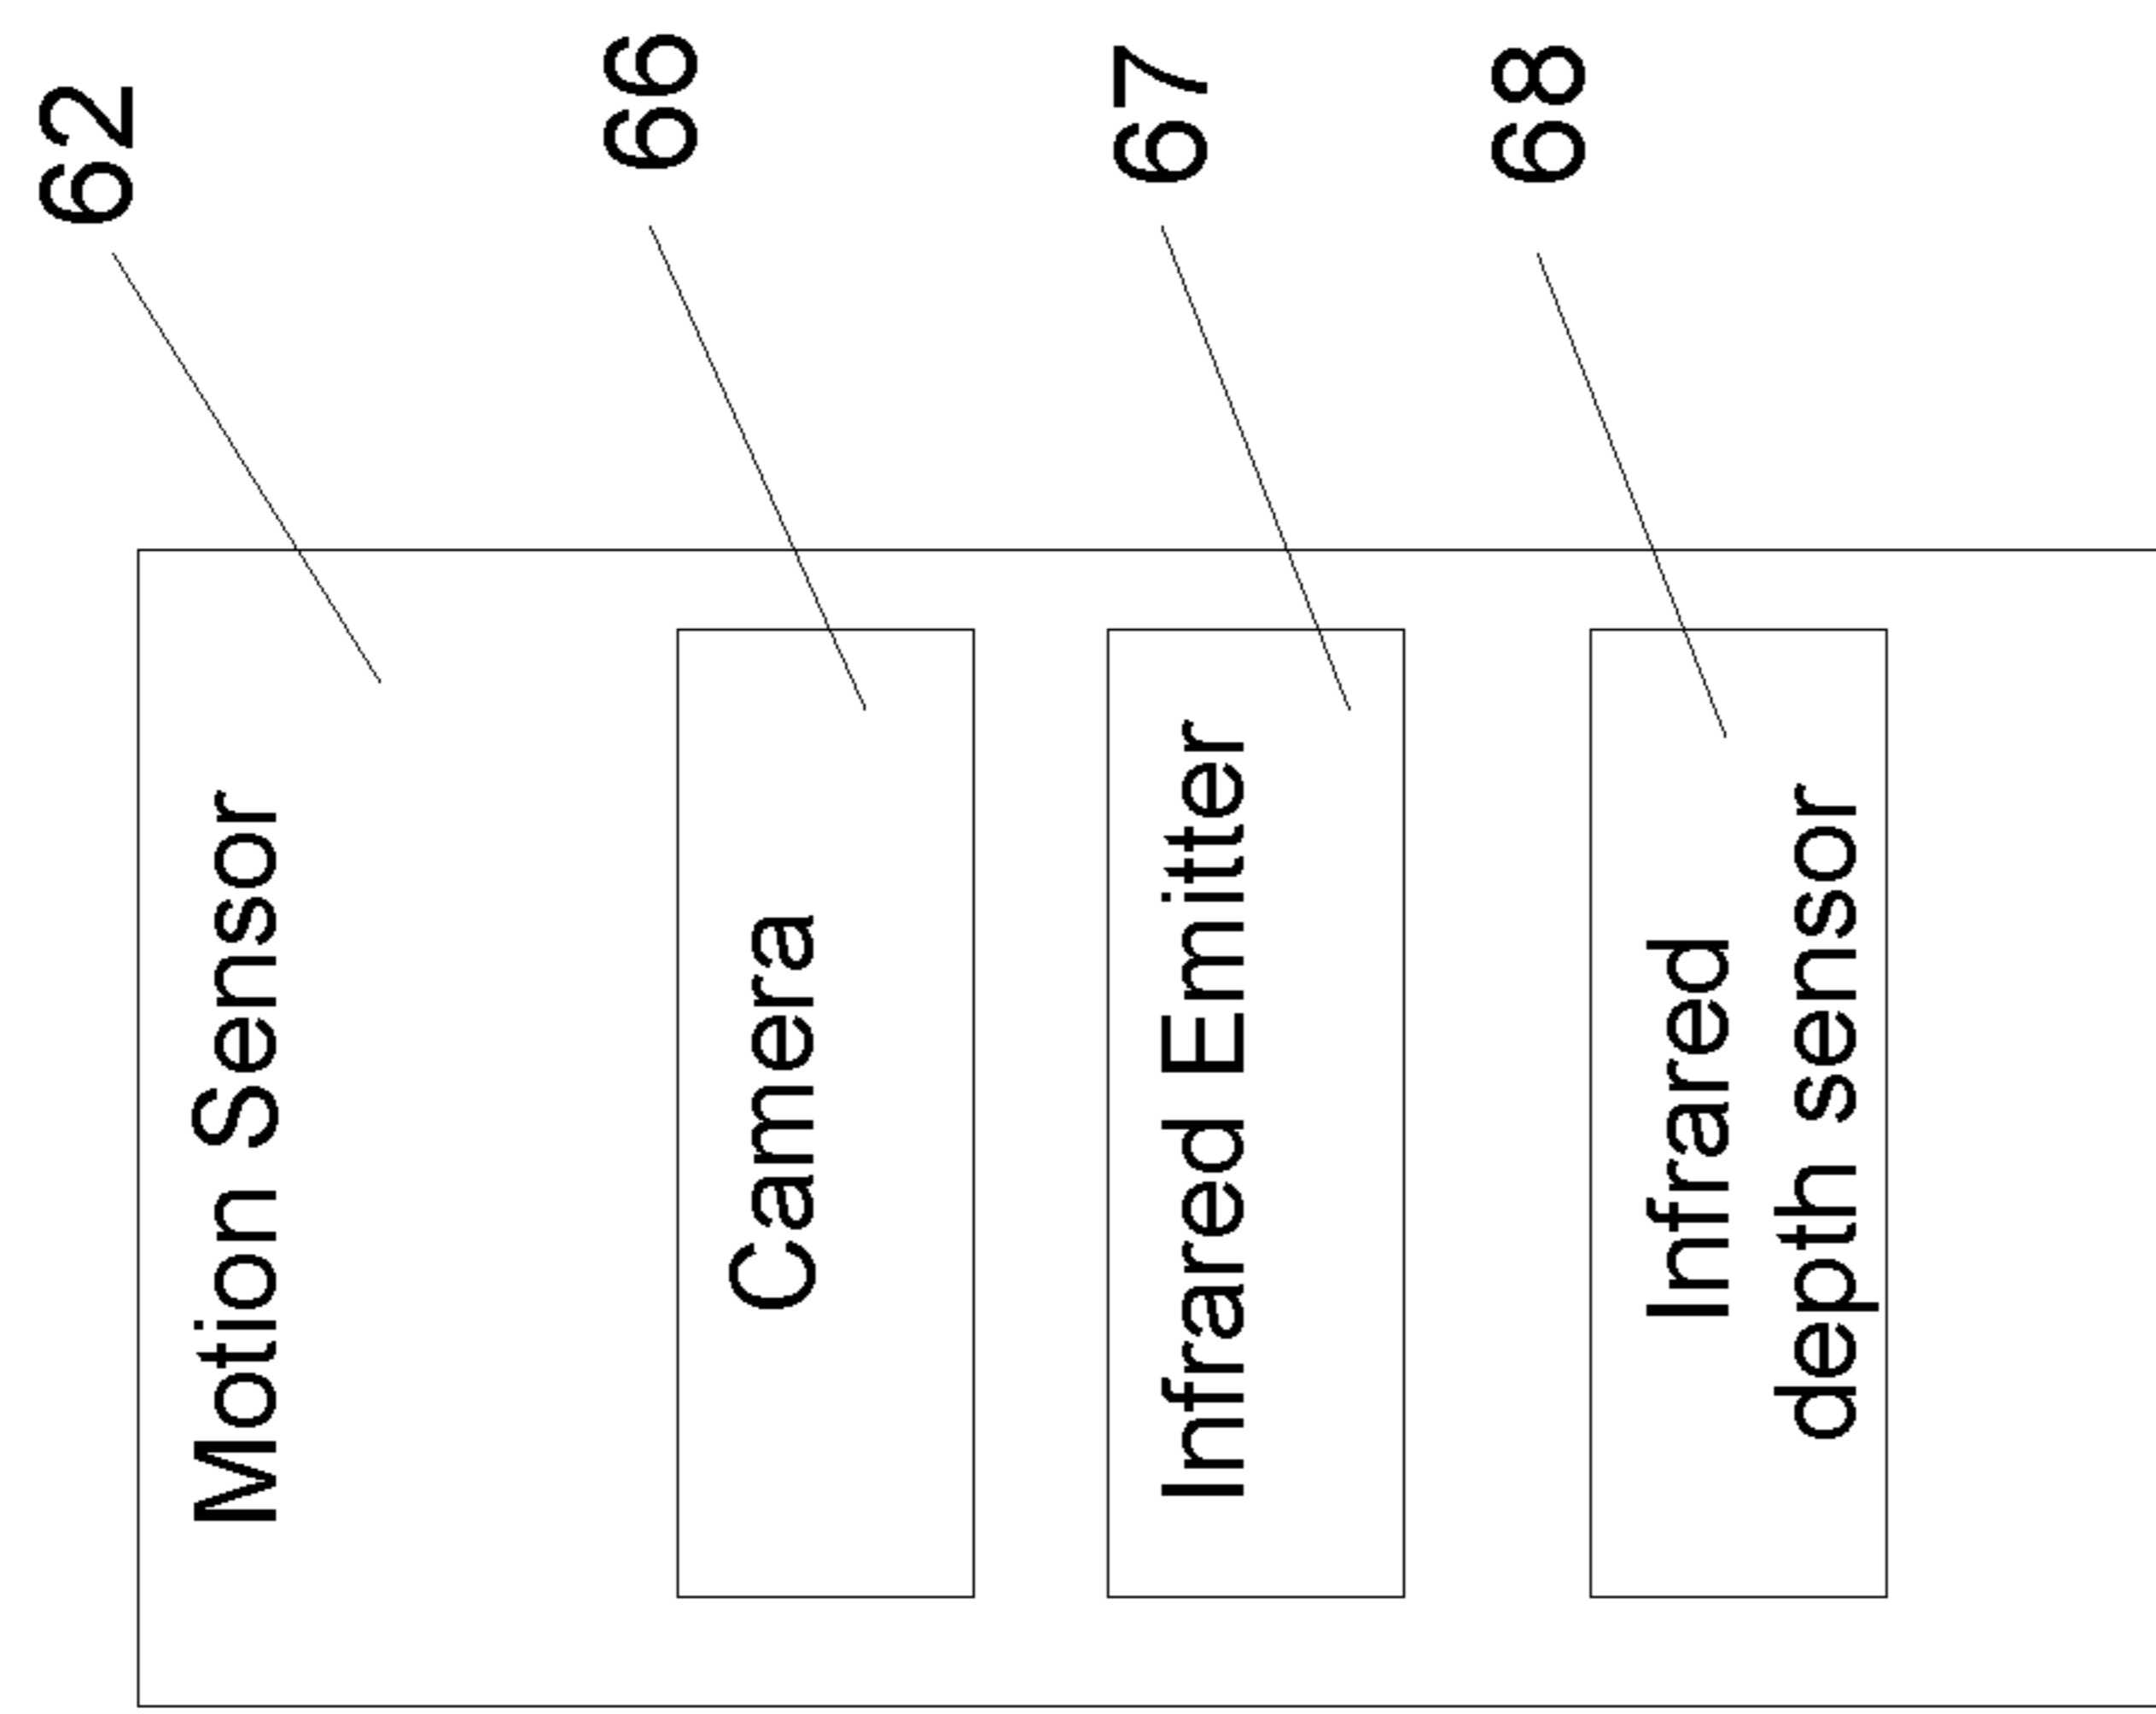 Motion Sensor
62
Camera
66
Infrared Emitter
67
Infrared
depth sensor
68